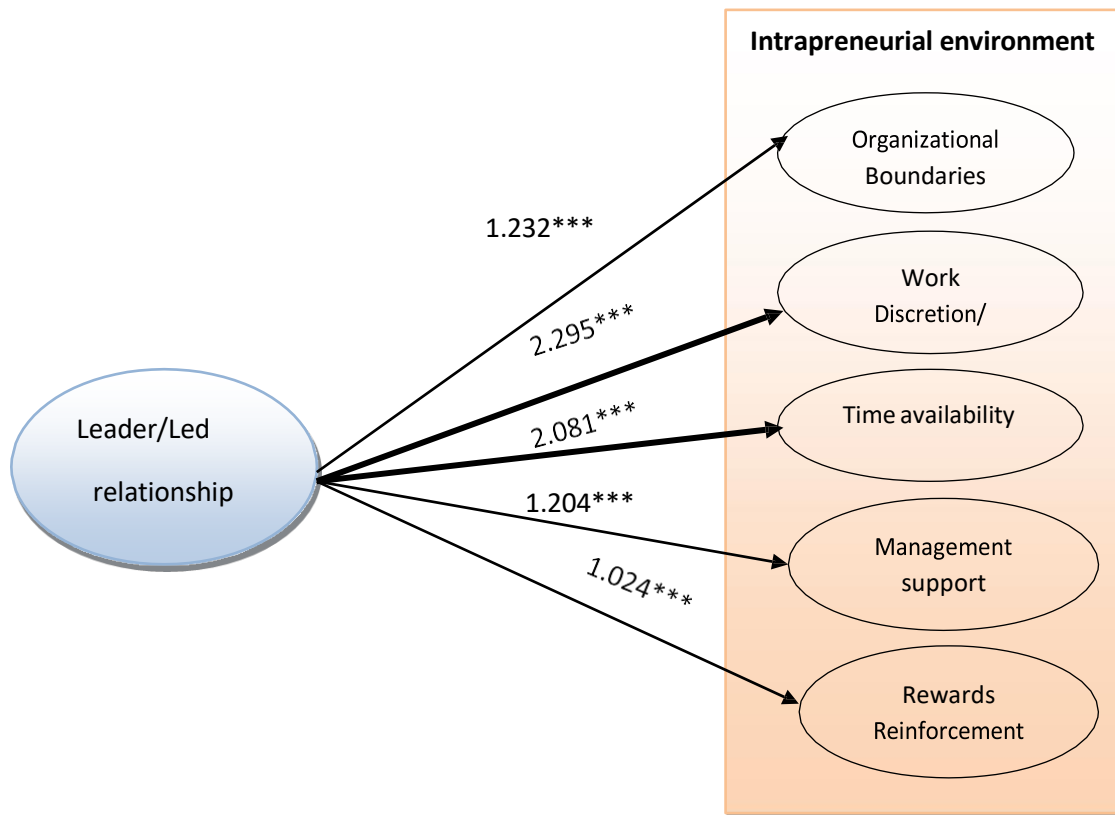 Intrapreneurial environment
Organizational
Boundaries
1.232***
Work
Discretion/
2.295***
Leader/Led
relationship
Time availability
2.081***
1.204***
Management
support
1.024***
Rewards
Reinforcement